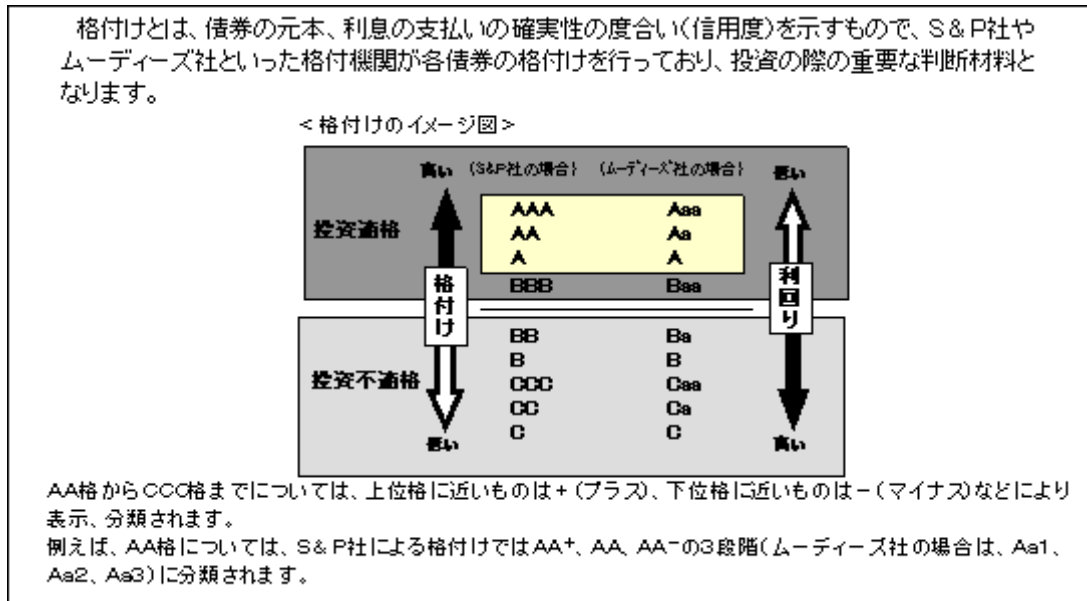 格付けとは、債券の元本、利息の支払いの確実性の度合い(信用度)を示すもので、S&P社や
ムーディーズ社といった格付機関が各債券の格付けを行っており、投資の際の重要な判断材料と
なります。
<格付けのイメージ図>
高い (S&P社の場合) (ムーディーズ社の場合) 低い
AAA Aaa
投資適格 AA Aa
A A
BBB Baa
格付け
利回り
BB Ba
B B
投資不適格 CCC Caa
CC Ca
C C
低い 高い
AA格からCCC格までについては、上位格に近いものは+(プラス)、下位格に近いものは-(マイナス)などにより
表示、分類されます。
例えば、AA格については、S&P社による格付けではAA+、AA、AA-の3段階(ムーディーズ社の場合は、Aa1、
Aa2、Aa3)に分類されます。